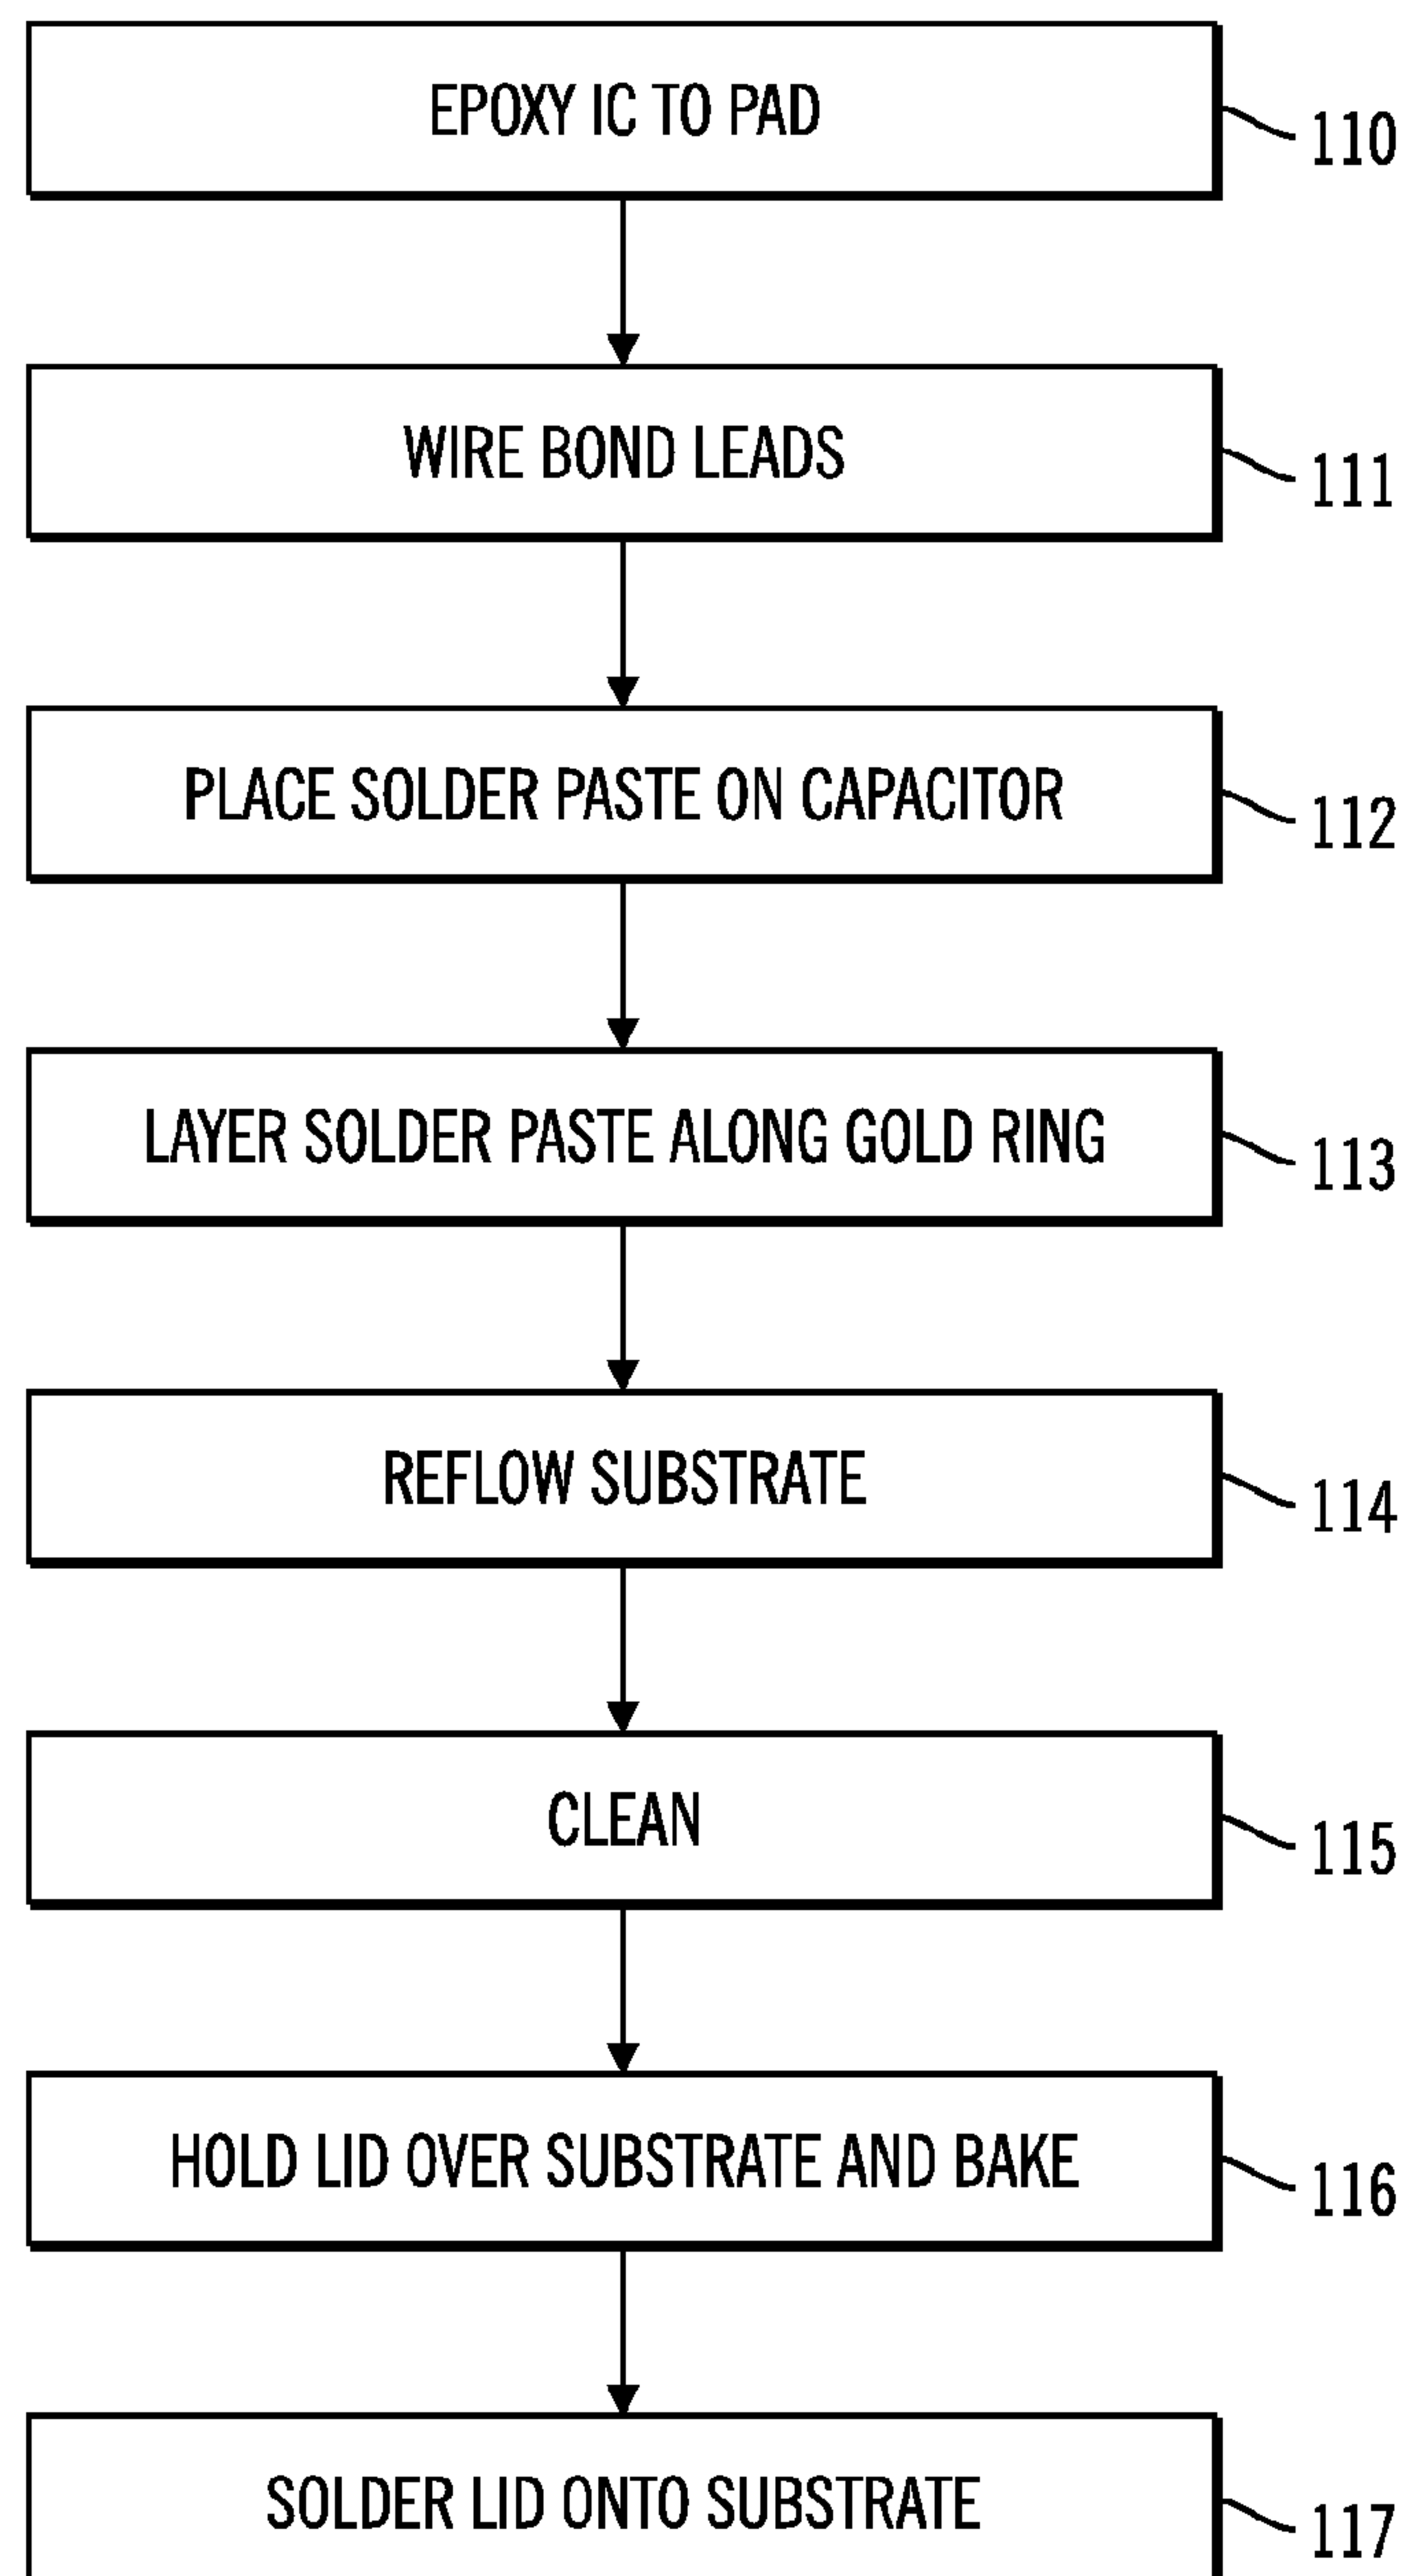 EPOXY IC TO PAD
110
WIRE BOND LEADS
111
PLACE SOLDER PASTE ON CAPACITOR
112
LAYER SOLDER PASTE ALONG GOLD RING
113
REFLOW SUBSTRATE
114
CLEAN
115
HOLD LID OVER SUBSTRATE AND BAKE
116
SOLDER LID ONTO SUBSTRATE
117